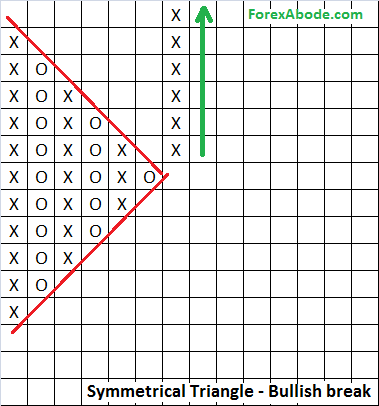 X ForexAbode.com
X X
X O X
X O X X
X O X O X
X O X O X X
X O X O X O
X O X O X
X O X O
X O X
X O
X
Symmetrical Triangle - Bullish break